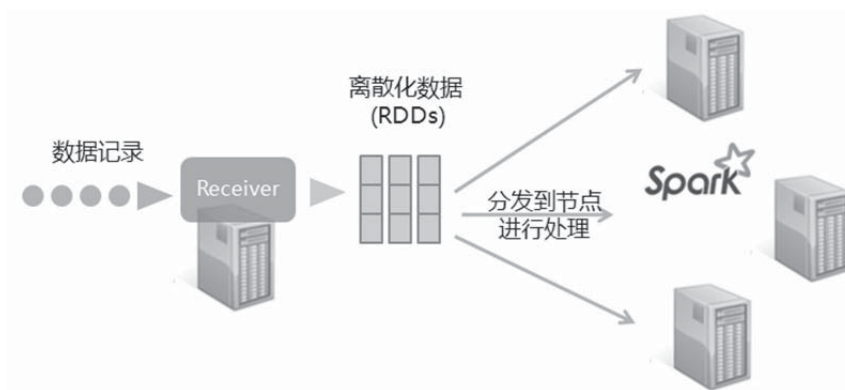 数据记录
Receiver
离散化数据
(RDDs)
分发到节点
进行处理
Spark